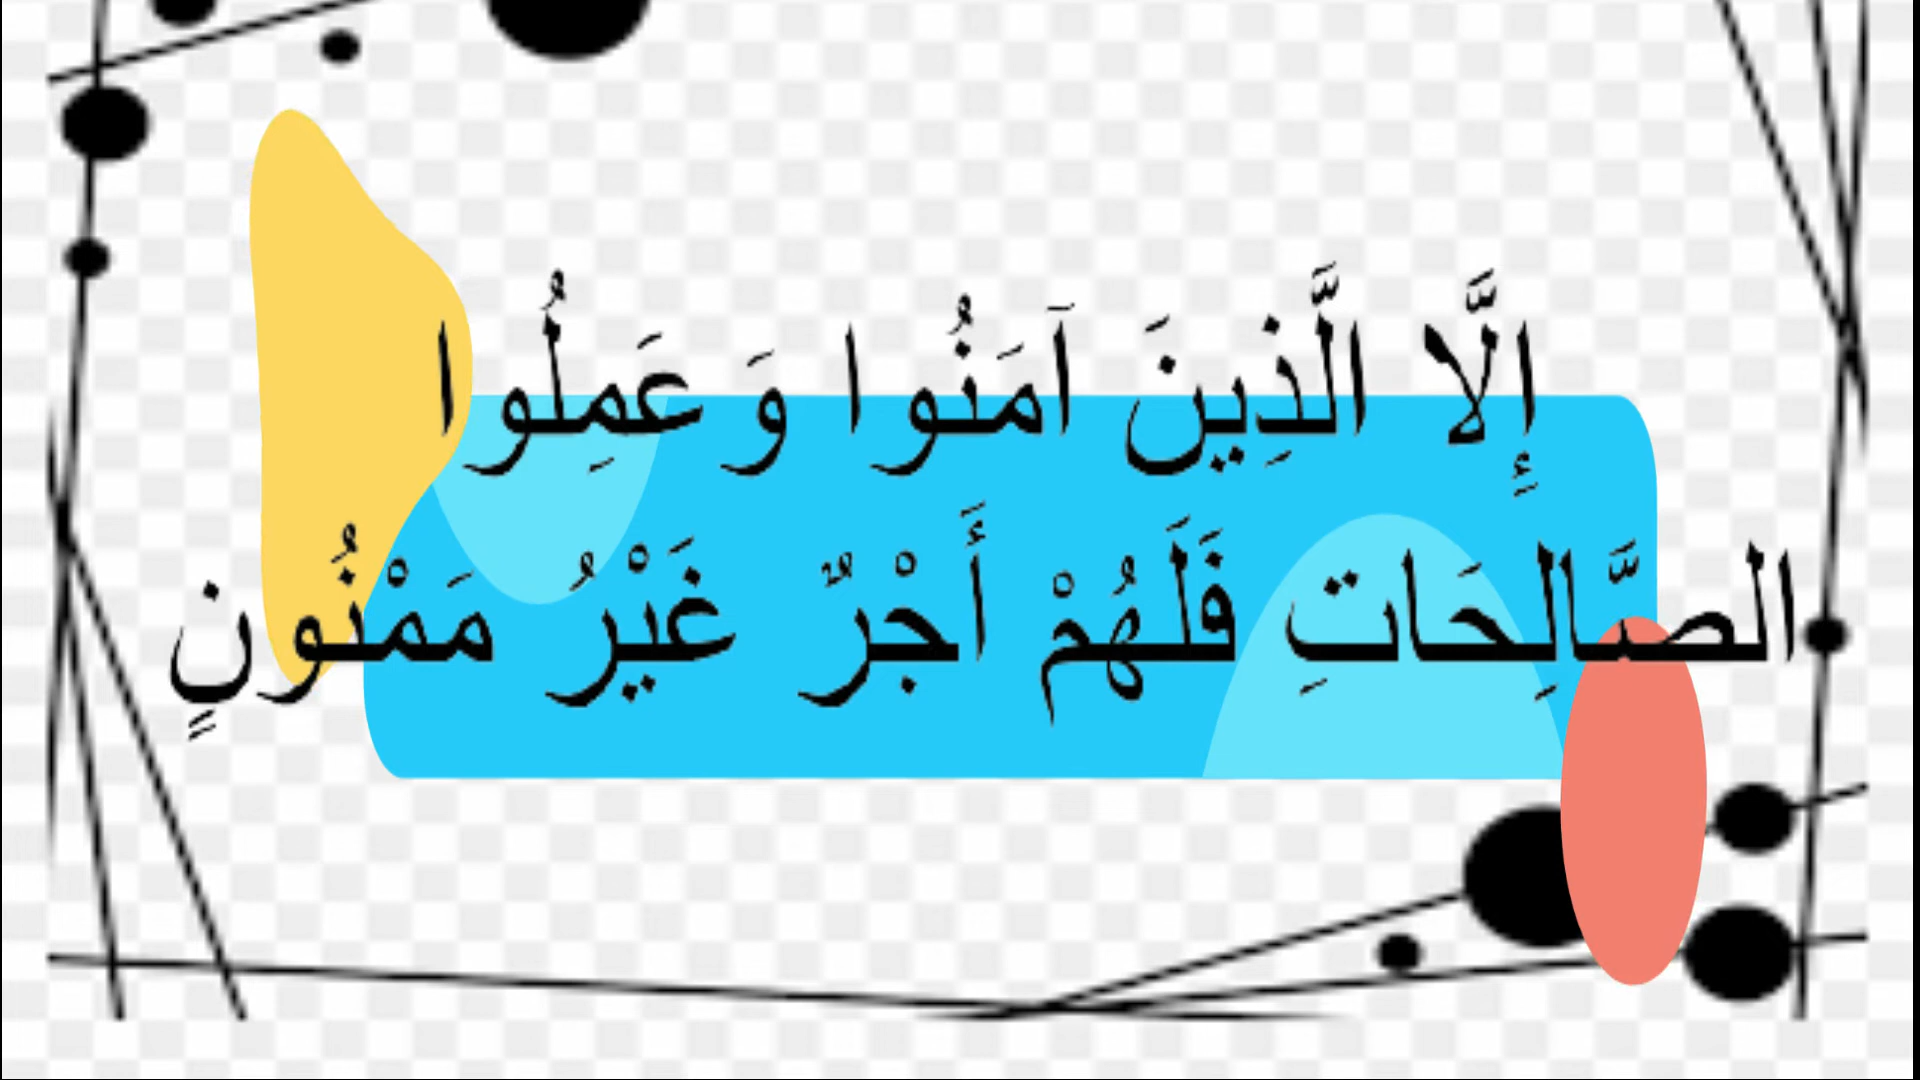 إِلَّا الَّذِينَ آمَنُوا وَعَمِلُوا
الصَّالِحَاتِ فَلَهُمْ أَجْرٌ غَيْرُ مَمْنُونٍ